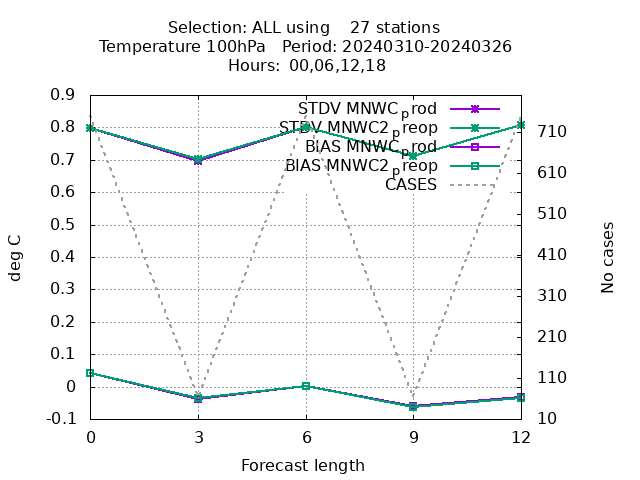 Selection: ALL using    27 stations
Temperature 100hPa   Period: 20240310-20240326
Hours:  00,06,12,18
STDV MNWC_prod
STDV MNWC2_preop
BIAS MNWC_prod
BIAS MNWC2_preop
CASES
deg C
0.9
0.8
0.7
0.6
0.5
0.4
0.3
0.2
0.1
0
-0.1
No cases
710
610
510
410
310
210
110
10
0 3 6 9 12
Forecast length